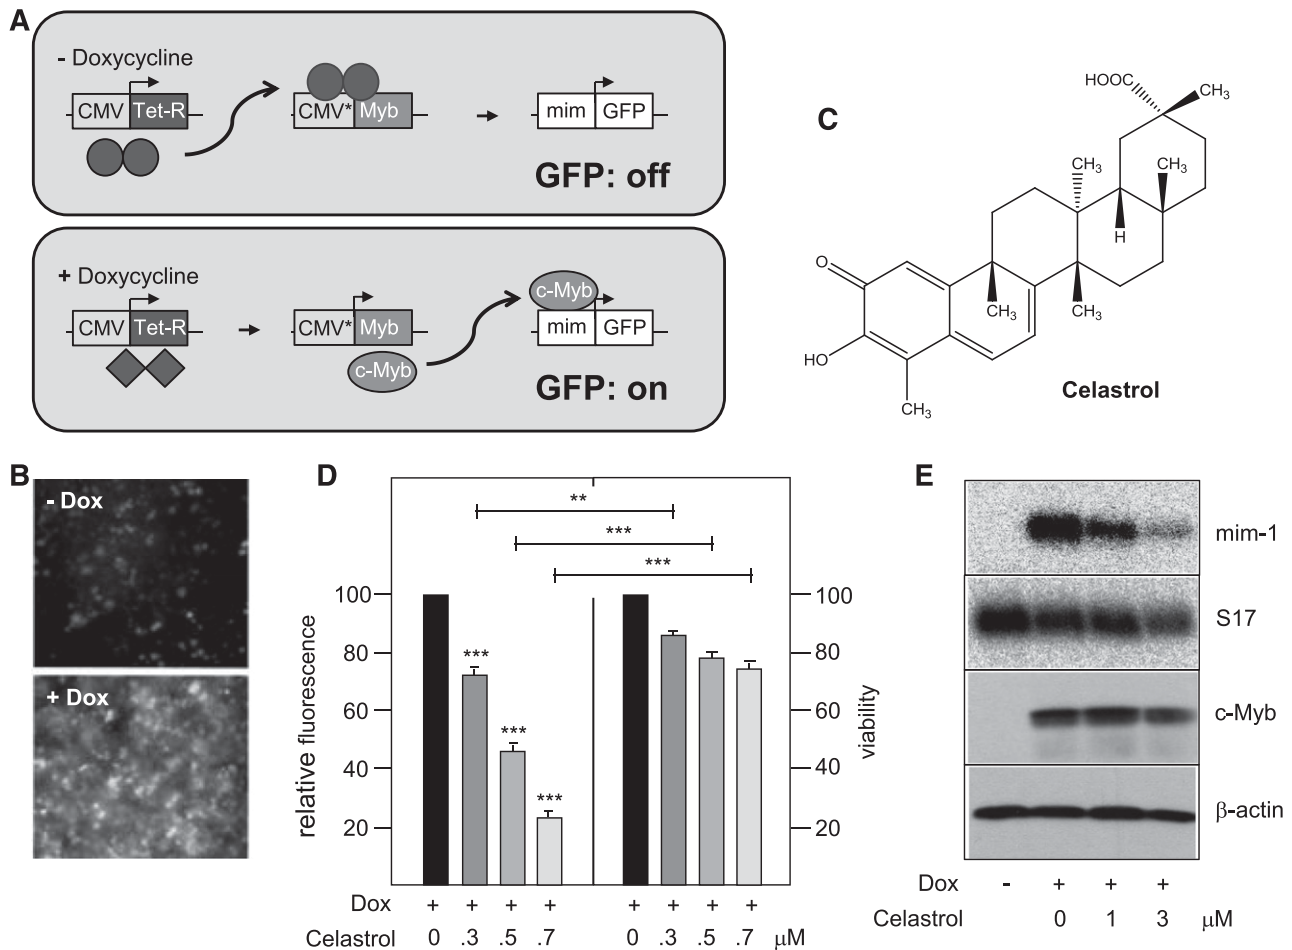 A
- Doxycycline
CMV Tet-R
CMV* Myb
mim GFP
GFP: off
+ Doxycycline
CMV Tet-R
CMV* Myb
c-Myb
c-Myb
mim GFP
GFP: on
C
HOOC
CH3
CH3
CH3
H
O
CH3
CH3
HO
CH3
Celastrol
B
- Dox
+ Dox
D
**
***
***
100
80
60
40
20
relative fluorescence
***
***
***
100
80
60
40
20
viability
Dox + + + + + + + +
Celastrol 0 .3 .5 .7 0 .3 .5 .7 μM
E
mim-1
S17
c-Myb
β-actin
Dox - + + +
Celastrol 0 1 3 μM